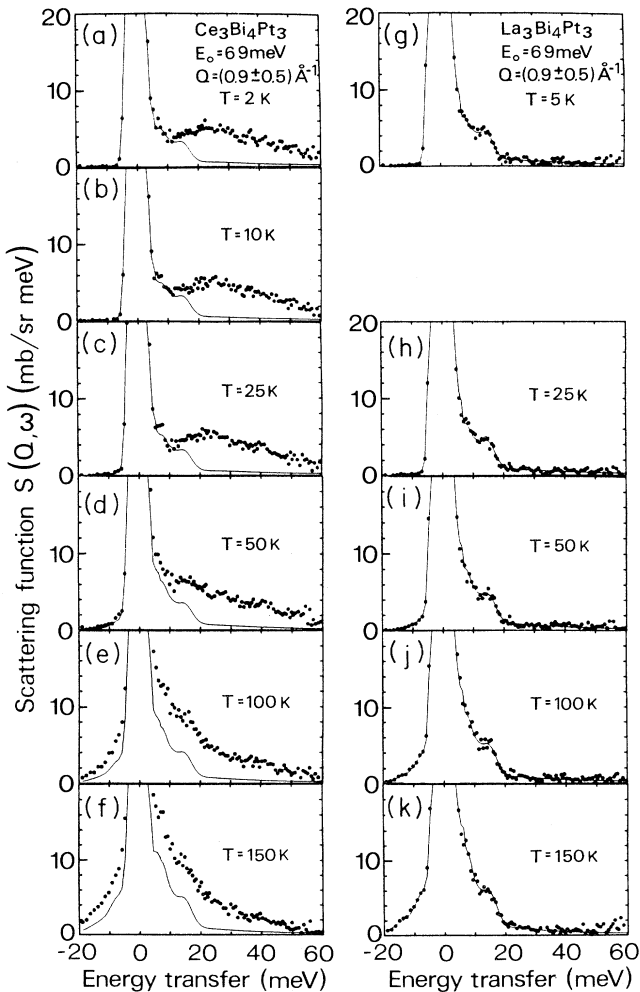 (a)
Ce3Bi4Pt3
E₀=69meV
Q=(0.9±0.5) Å⁻¹
T=2 K
20
10
0
(g)
La3Bi4Pt3
E₀=69meV
Q=(0.9±0.5) Å⁻¹
T=5K
20
10
0
(b)
T=10K
10
0
(c)
T=25K
10
0
(h)
T=25K
20
10
0
(d)
T=50K
10
0
(i)
T=50K
10
0
(e)
T=100K
10
0
(j)
T=100K
10
0
(f)
T=150K
10
0
(k)
T=150K
10
0
-20 0 20 40 60
-20 0 20 40 60
Energy transfer (meV)
Energy transfer (meV)
Scattering function S (Q,ω) (mb/sr meV)